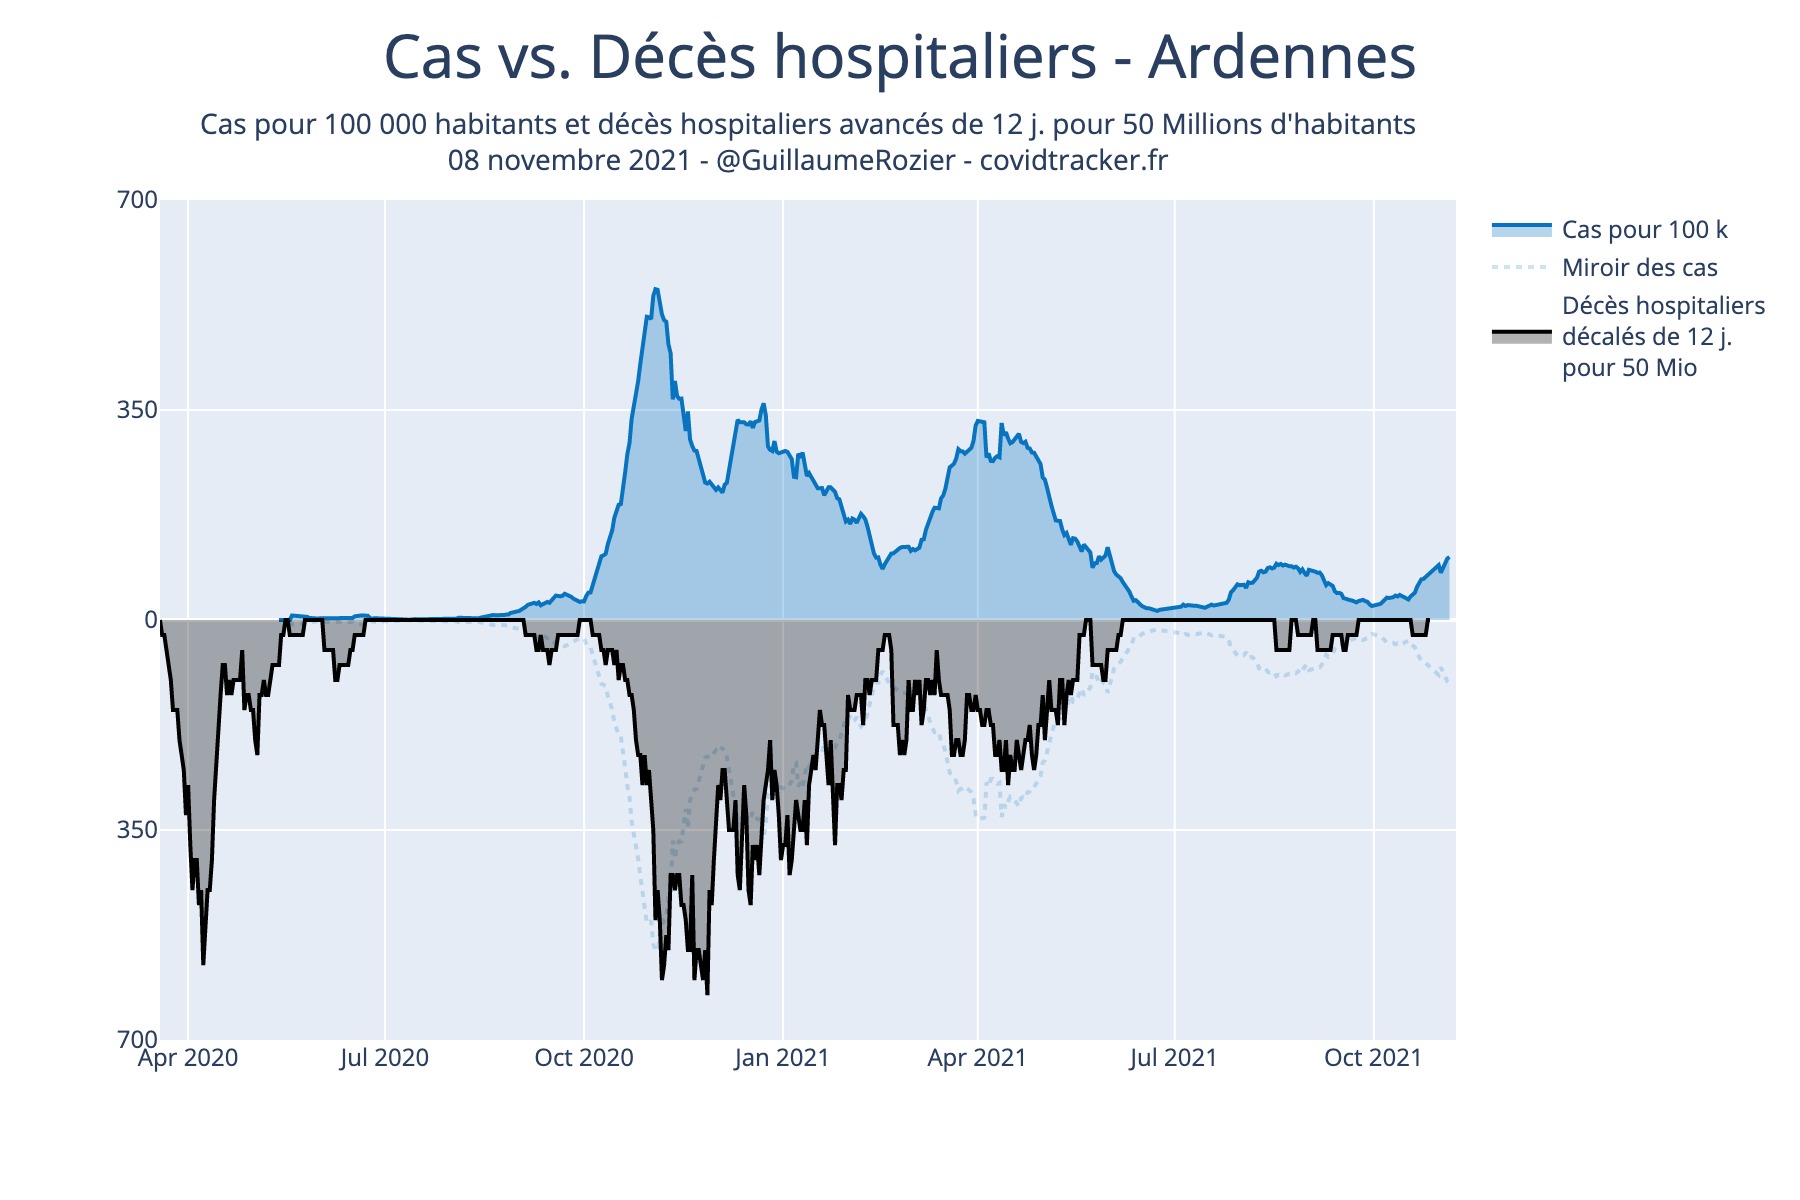 Cas vs. Décès hospitaliers - Ardennes
Cas pour 100 000 habitants et décès hospitaliers avancés de 12 j. pour 50 Millions d'habitants
08 novembre 2021 - @GuillaumeRozier - covidtracker.fr
700
350
0
350
700
Apr 2020
Jul 2020
Oct 2020
Jan 2021
Apr 2021
Jul 2021
Oct 2021
Cas pour 100 k
Miroir des cas
Décès hospitaliers
décalés de 12 j.
pour 50 Mio